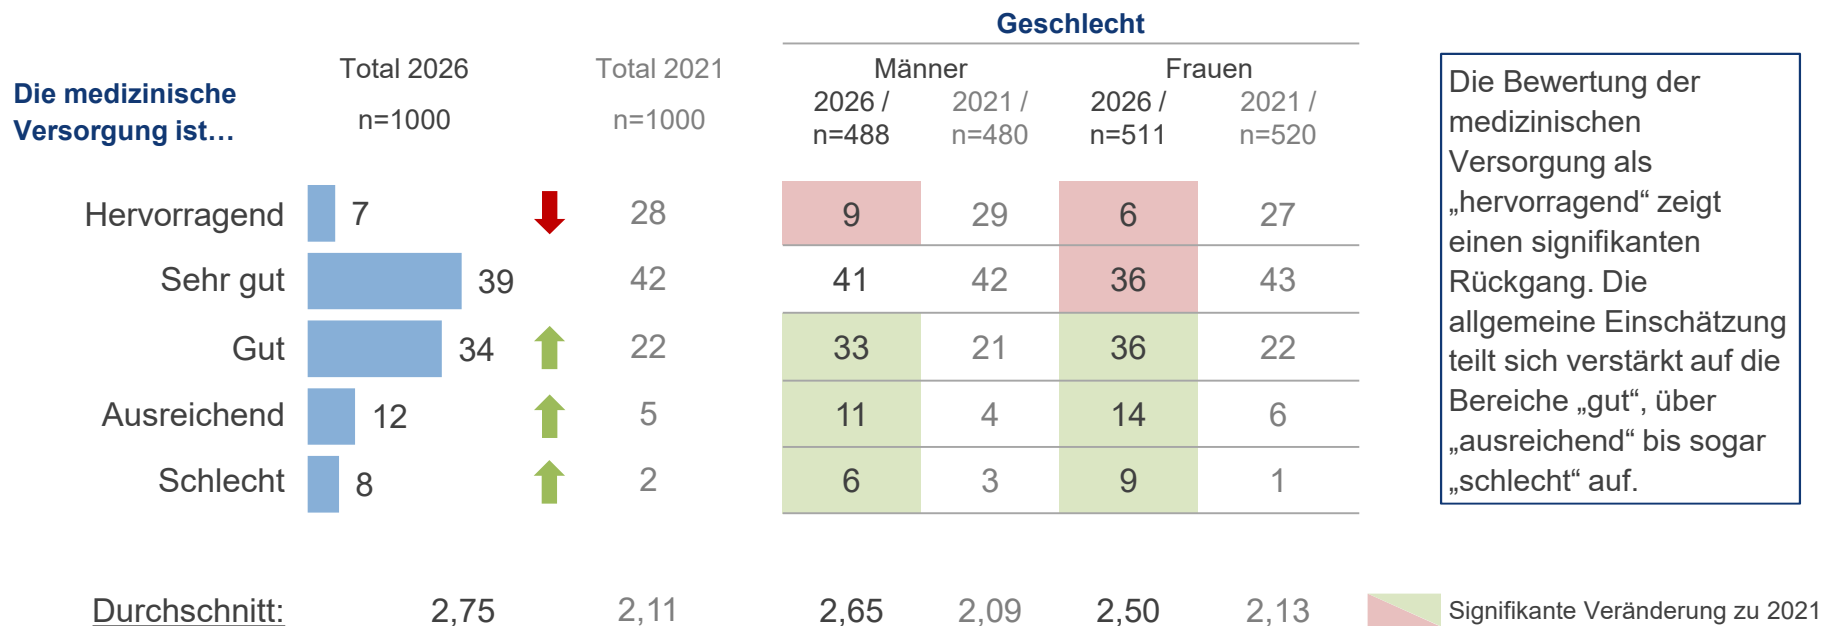 Geschlecht
Die medizinische
Versorgung ist…
Total 2026
n=1000
Total 2021
n=1000
Männer
Frauen
2026 /
n=488
2021 /
n=480
2026 /
n=511
2021 /
n=520
Hervorragend 7 28 9 29 6 27
Sehr gut 39 42 41 42 36 43
Gut 34 22 33 21 36 22
Ausreichend 12 5 11 4 14 6
Schlecht 8 2 6 3 9 1
Durchschnitt: 2,75 2,11 2,65 2,09 2,50 2,13
Die Bewertung der
medizinischen
Versorgung als
„hervorragend“ zeigt
einen signifikanten
Rückgang. Die
allgemeine Einschätzung
teilt sich verstärkt auf die
Bereiche „gut“, über
„ausreichend“ bis sogar
„schlecht“ auf.
Signifikante Veränderung zu 2021